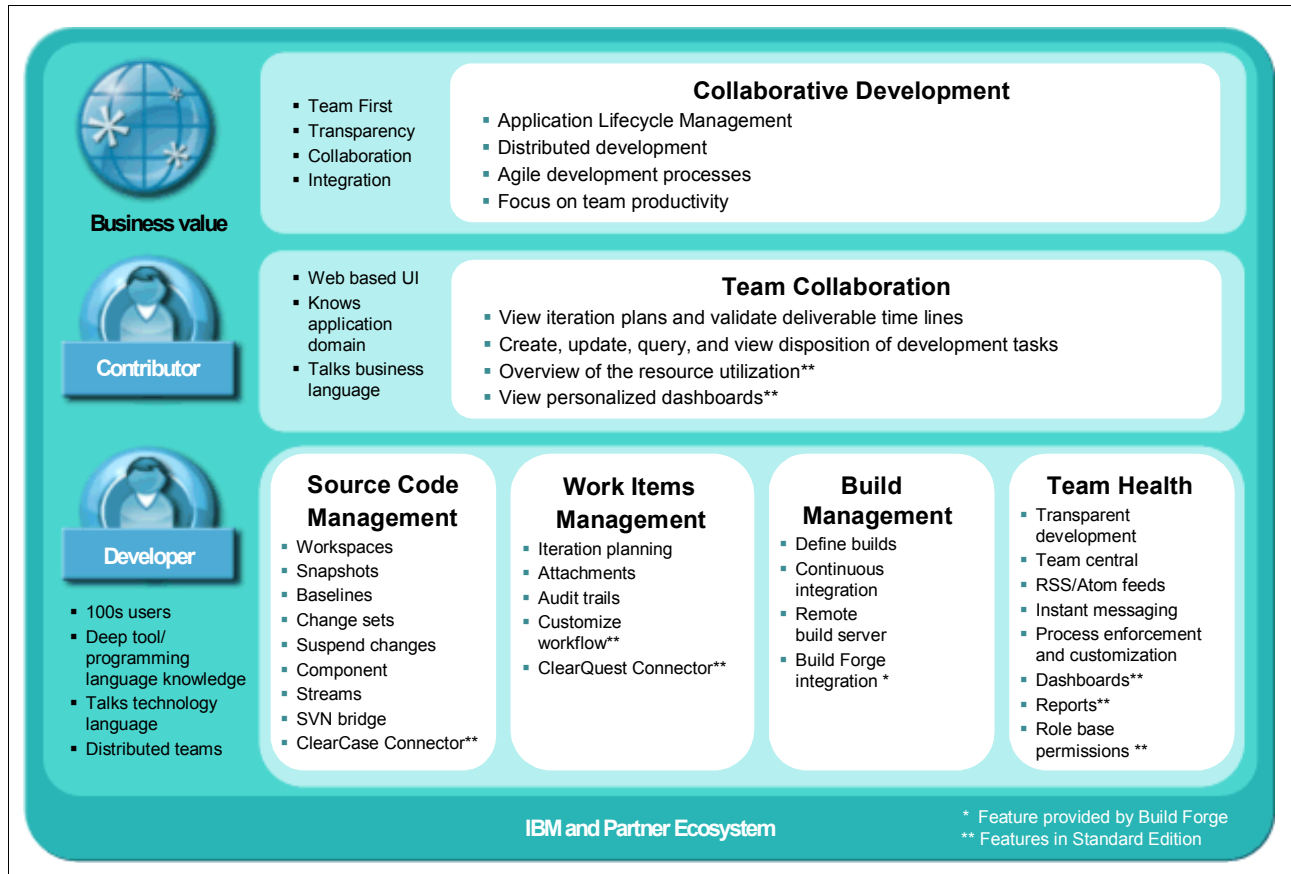 Business value
▪ Team First
▪ Transparency
▪ Collaboration
▪ Integration
Collaborative Development
▪ Application Lifecycle Management
▪ Distributed development
▪ Agile development processes
▪ Focus on team productivity
Contributor
▪ Web based UI
▪ Knows
application
domain
▪ Talks business
language
Team Collaboration
▪ View iteration plans and validate deliverable time lines
▪ Create, update, query, and view disposition of development tasks
▪ Overview of the resource utilization**
▪ View personalized dashboards**
Developer
▪ 100s users
▪ Deep tool/
programming
language knowledge
▪ Talks technology
language
▪ Distributed teams
Source Code
Management
▪ Workspaces
▪ Snapshots
▪ Baselines
▪ Change sets
▪ Suspend changes
▪ Component
▪ Streams
▪ SVN bridge
▪ ClearCase Connector**
Work Items
Management
▪ Iteration planning
▪ Attachments
▪ Audit trails
▪ Customize
workflow**
▪ ClearQuest Connector**
Build
Management
▪ Define builds
▪ Continuous
integration
▪ Remote
build server
▪ Build Forge
integration *
Team Health
▪ Transparent
development
▪ Team central
▪ RSS/Atom feeds
▪ Instant messaging
▪ Process enforcement
and customization
▪ Dashboards**
▪ Reports**
▪ Role base
permissions **
IBM and Partner Ecosystem
* Feature provided by Build Forge
** Features in Standard Edition